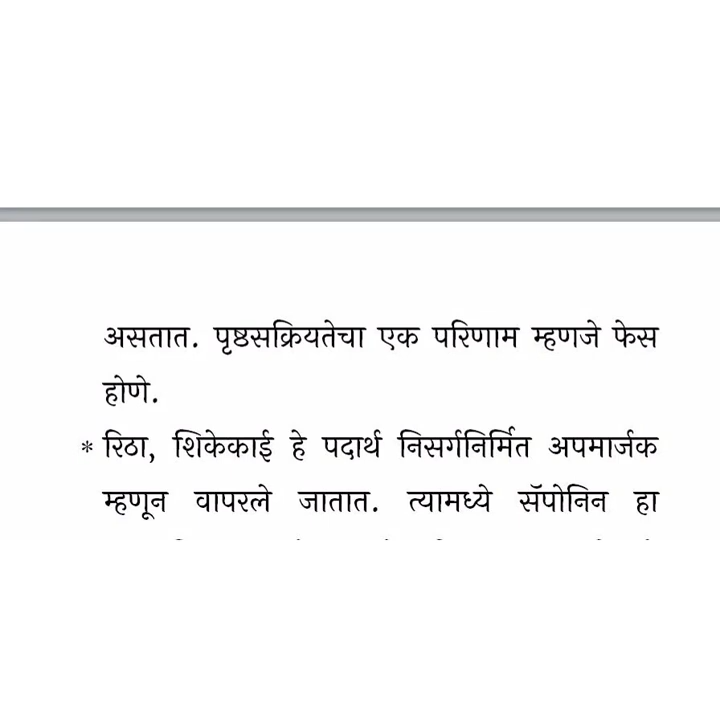 असतात. पृष्ठसक्रियतेचा एक परिणाम म्हणजे फेस
होणे.
* रिठा, शिकेकाई हे पदार्थ निसर्गनिर्मित अपमार्जक
म्हणून वापरले जातात. त्यामध्ये सॅपोनिन हा